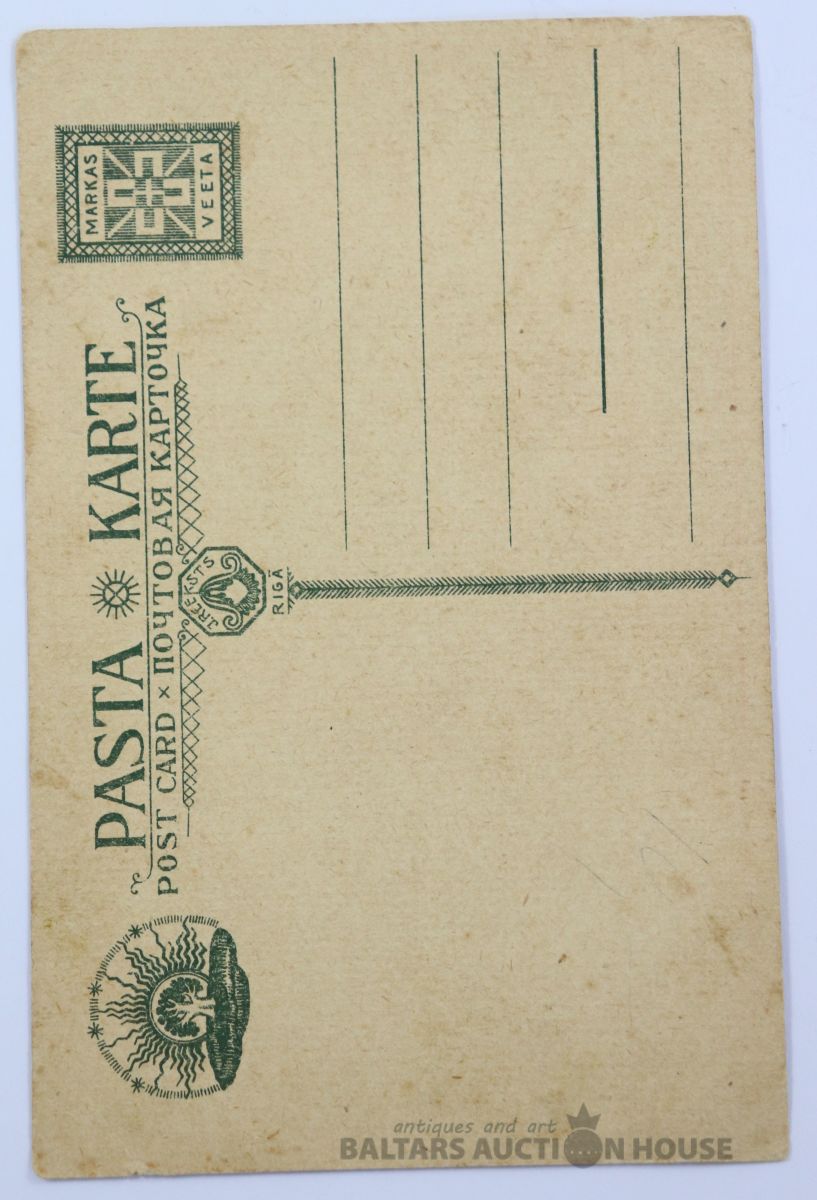 PASTA KARTE
POST CARD × ПОЧТОВАЯ КАРТОЧКА
MARKAS
VEETA
J.REEKSTS
RIGĀ
antiques and art
BALTARS AUCTION HOUSE